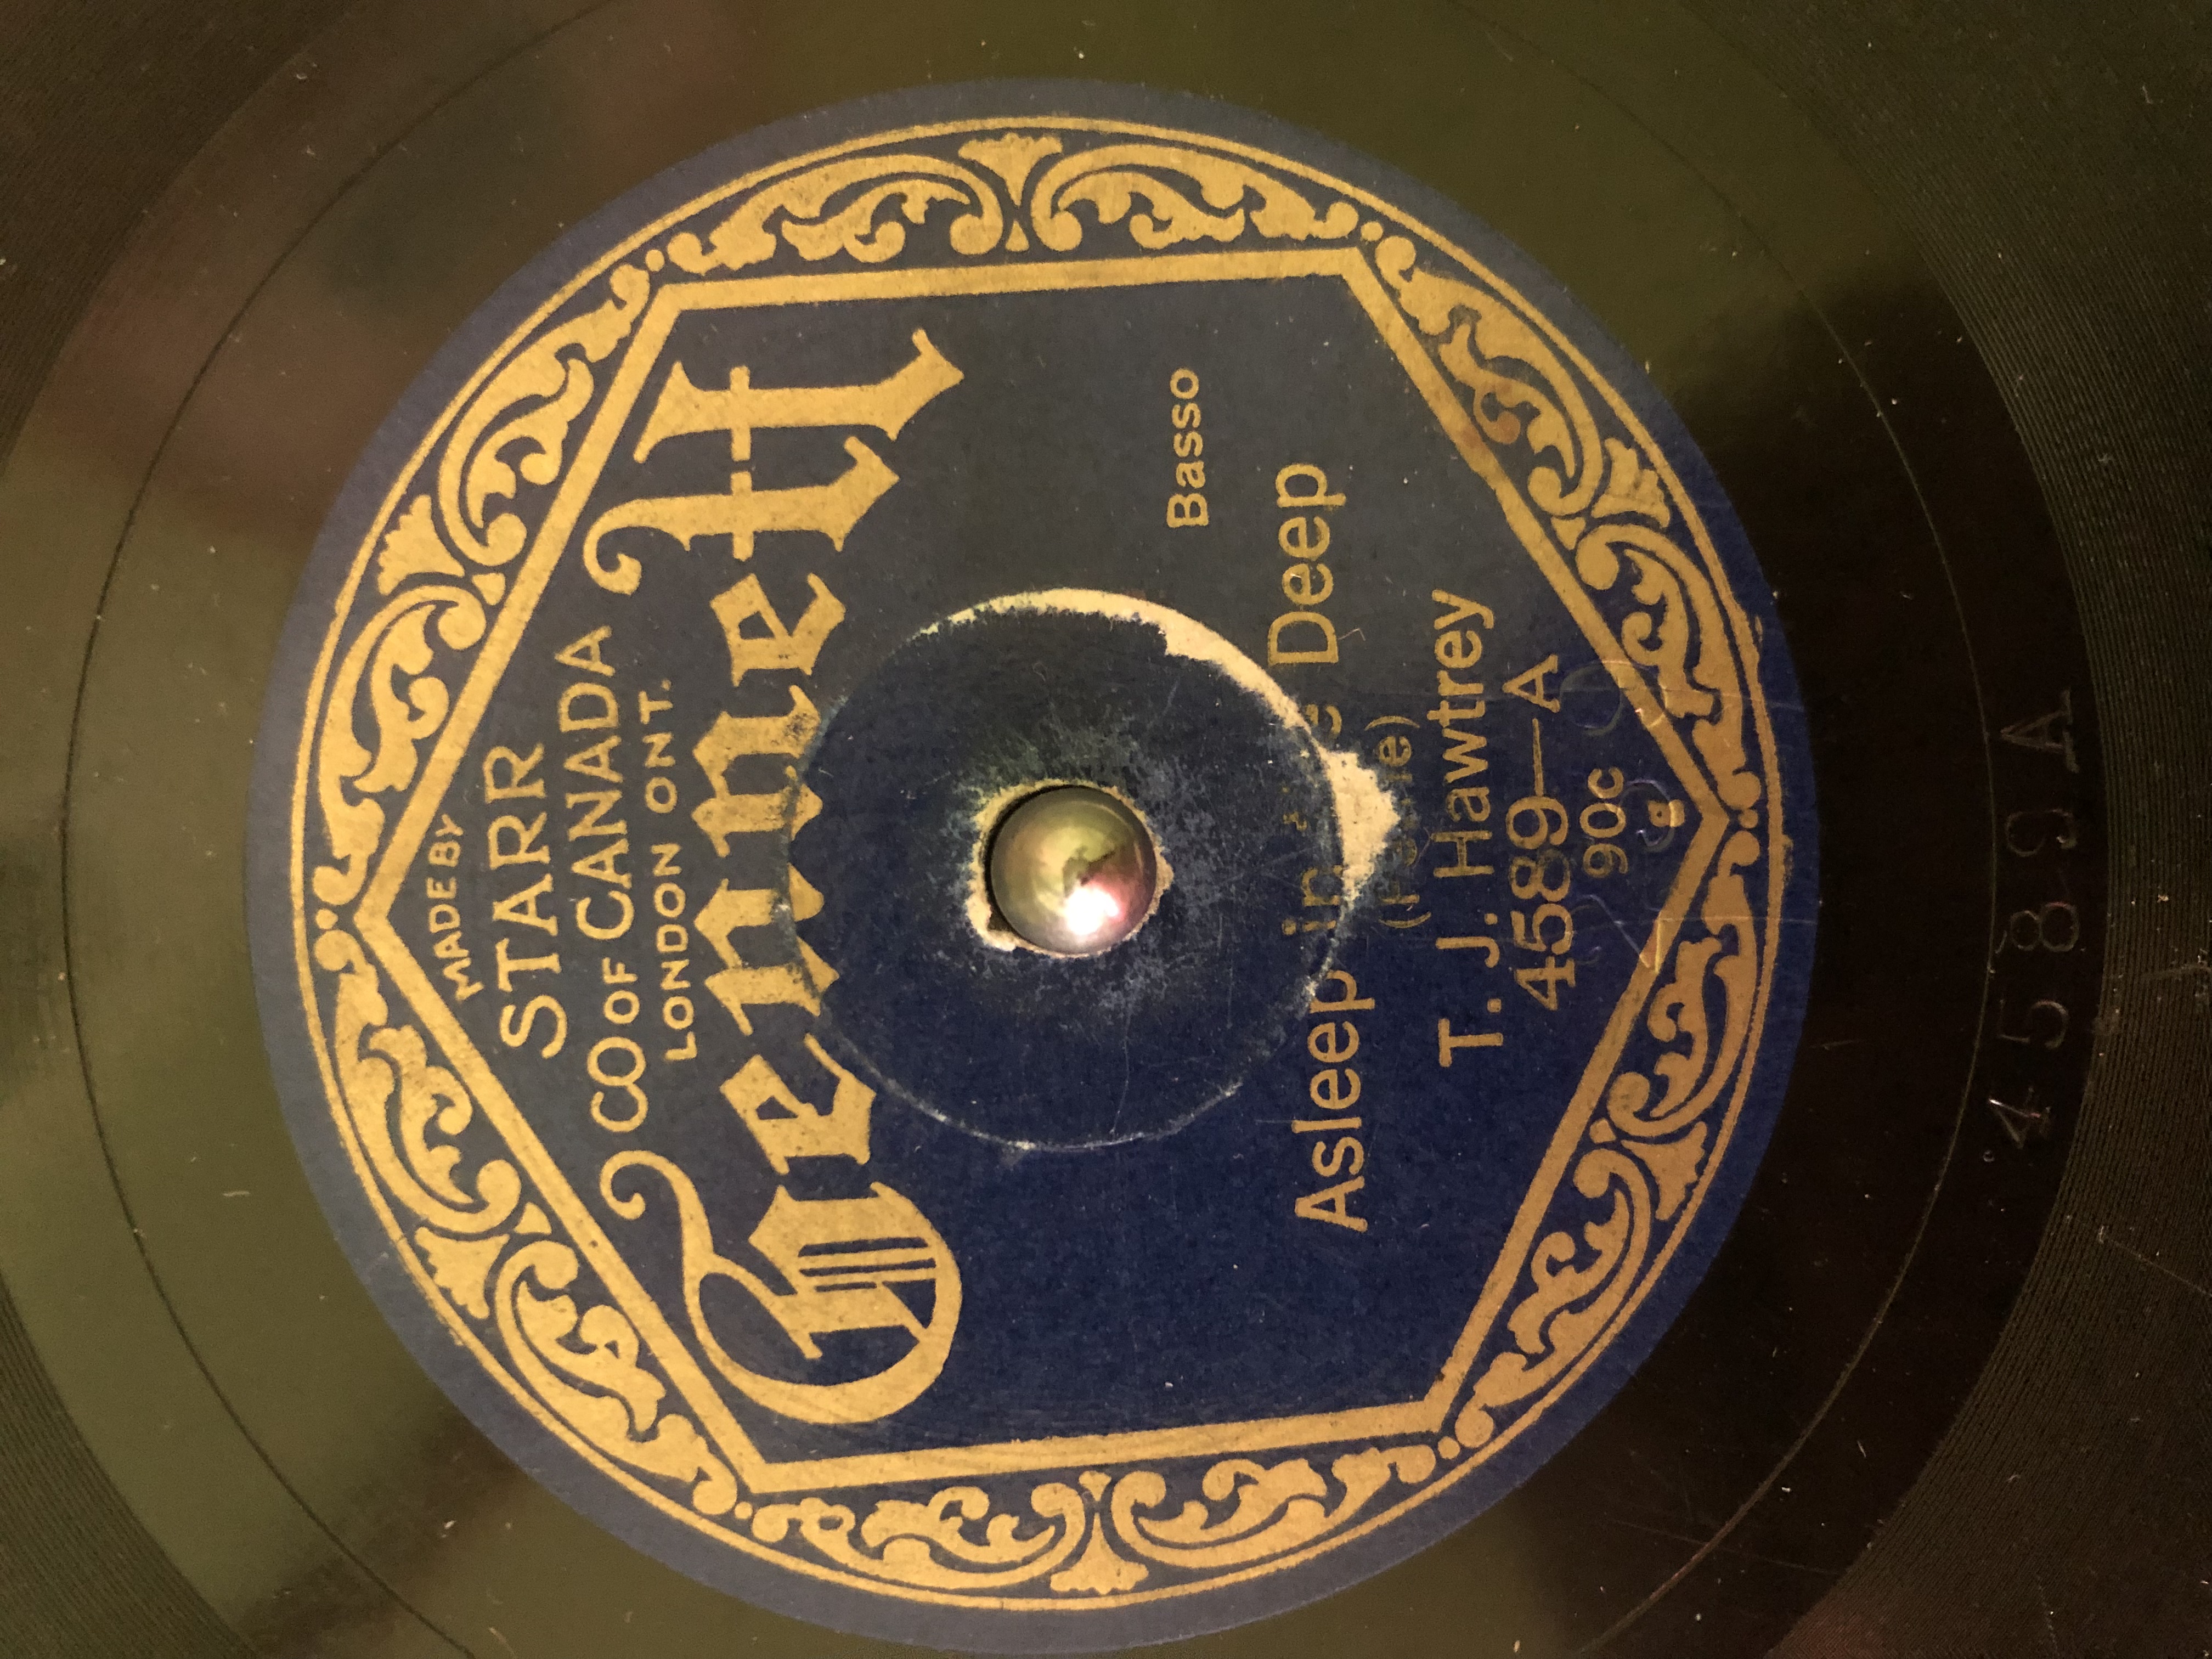 MADE BY
STARR
CO OF CANADA
LONDON ONT.
Gennett
Basso
Asleep in Deep
T. J. Hawtrey
4589—A
90c
4589A